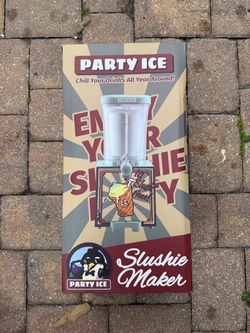 PARTY ICE
Chill Your Drinks All Year Around!
ENJOY
YOUR
SLUSHIE
PARTY
Slushie
Maker
PARTY ICE